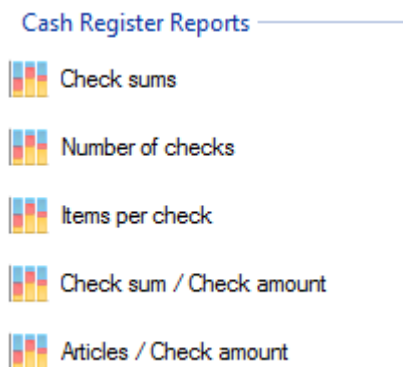 Cash Register Reports
Check sums
Number of checks
Items per check
Check sum / Check amount
Articles / Check amount